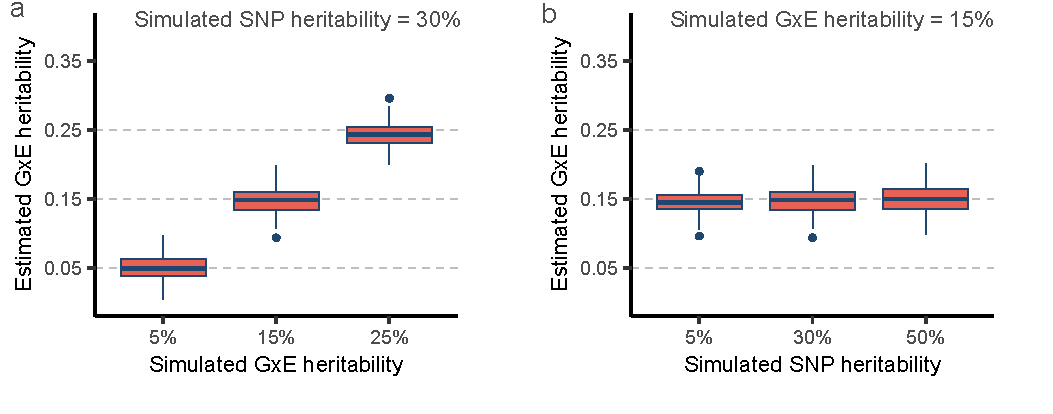 a
Simulated SNP heritability = 30%
Estimated GxE heritability
0.35
0.25
0.15
0.05
5%
15%
25%
Simulated GxE heritability
b
Simulated GxE heritability = 15%
Estimated GxE heritability
0.35
0.25
0.15
0.05
5%
30%
50%
Simulated SNP heritability